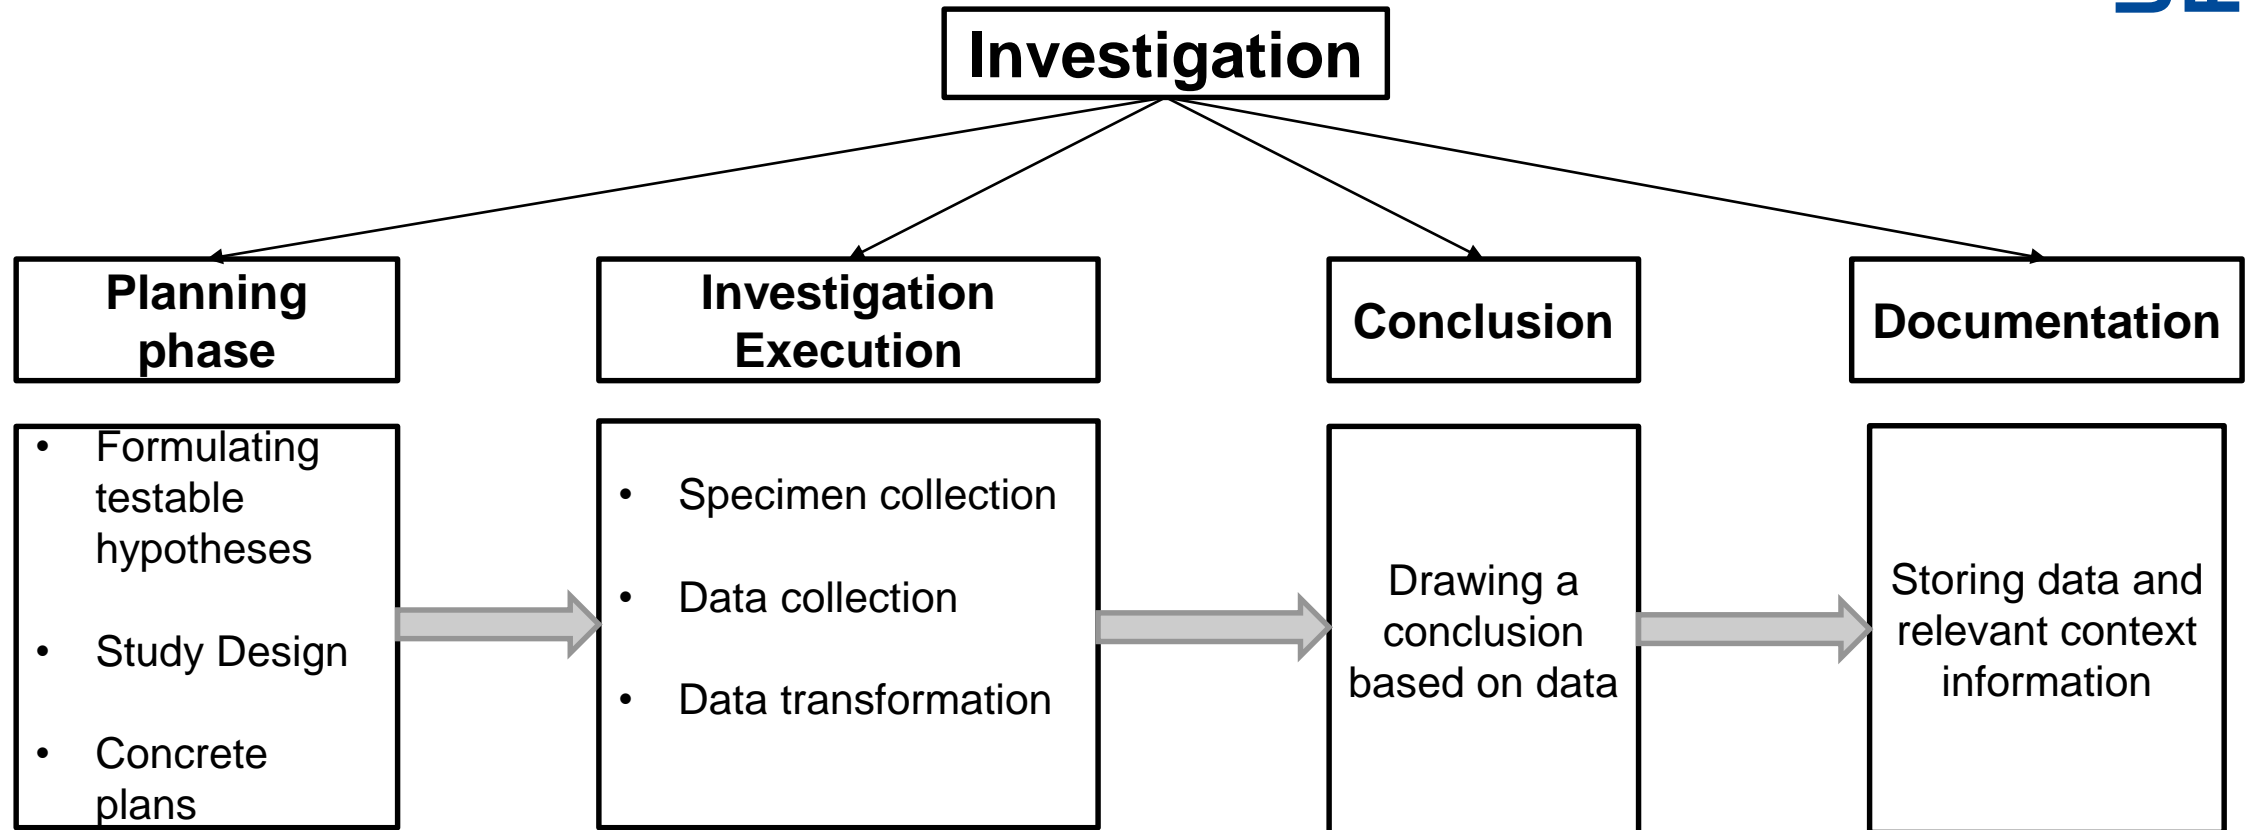 Investigation
Planning
phase
Investigation
Execution
Conclusion
Documentation
• Formulating
testable
hypotheses
• Study Design
• Concrete
plans
• Specimen collection
• Data collection
• Data transformation
Drawing a
conclusion
based on data
Storing data and
relevant context
information